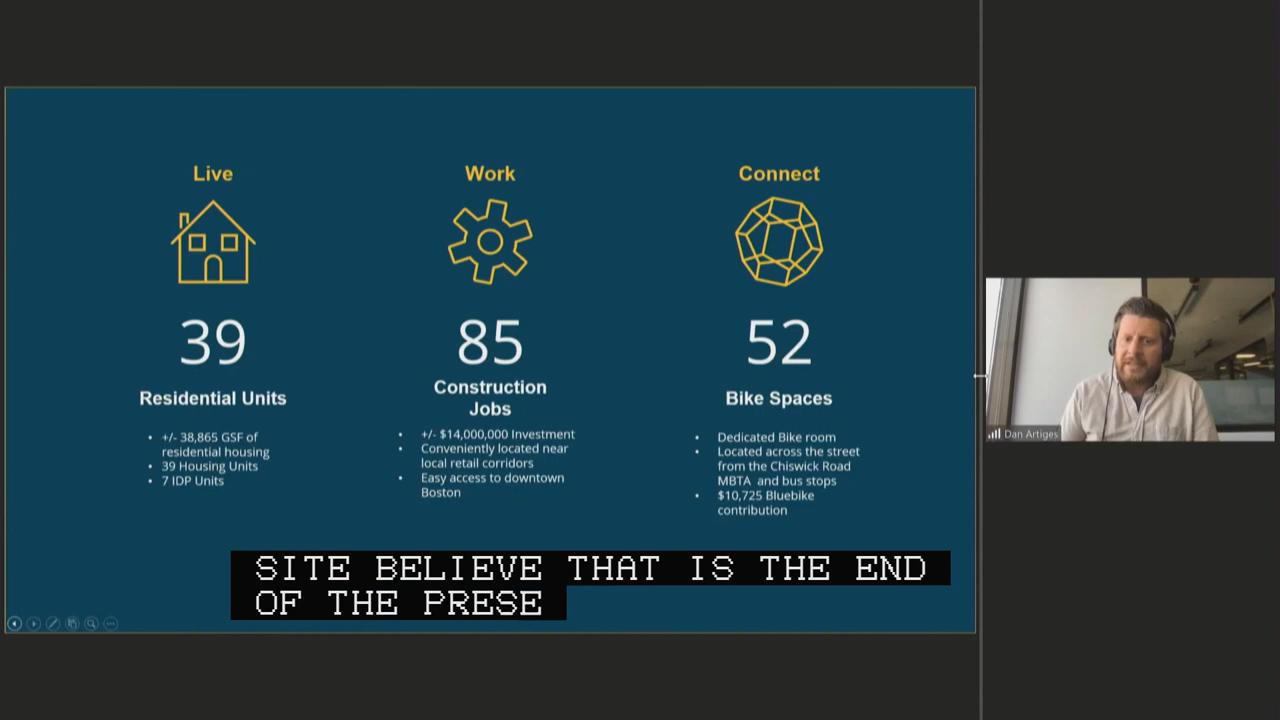 Live
39
Residential Units
• +/- 38,865 GSF of
residential housing
• 39 Housing Units
• 7 IDP Units
Work
85
Construction
Jobs
• +/- $14,000,000 Investment
• Conveniently located near
local retail corridors
• Easy access to downtown
Boston
Connect
52
Bike Spaces
• Dedicated Bike room
• Located across the street
from the Chiswick Road
MBTA and bus stops
• $10,725 Bluebike
contribution
Dan Artiges
SITE BELIEVE THAT IS THE END
OF THE PRESE